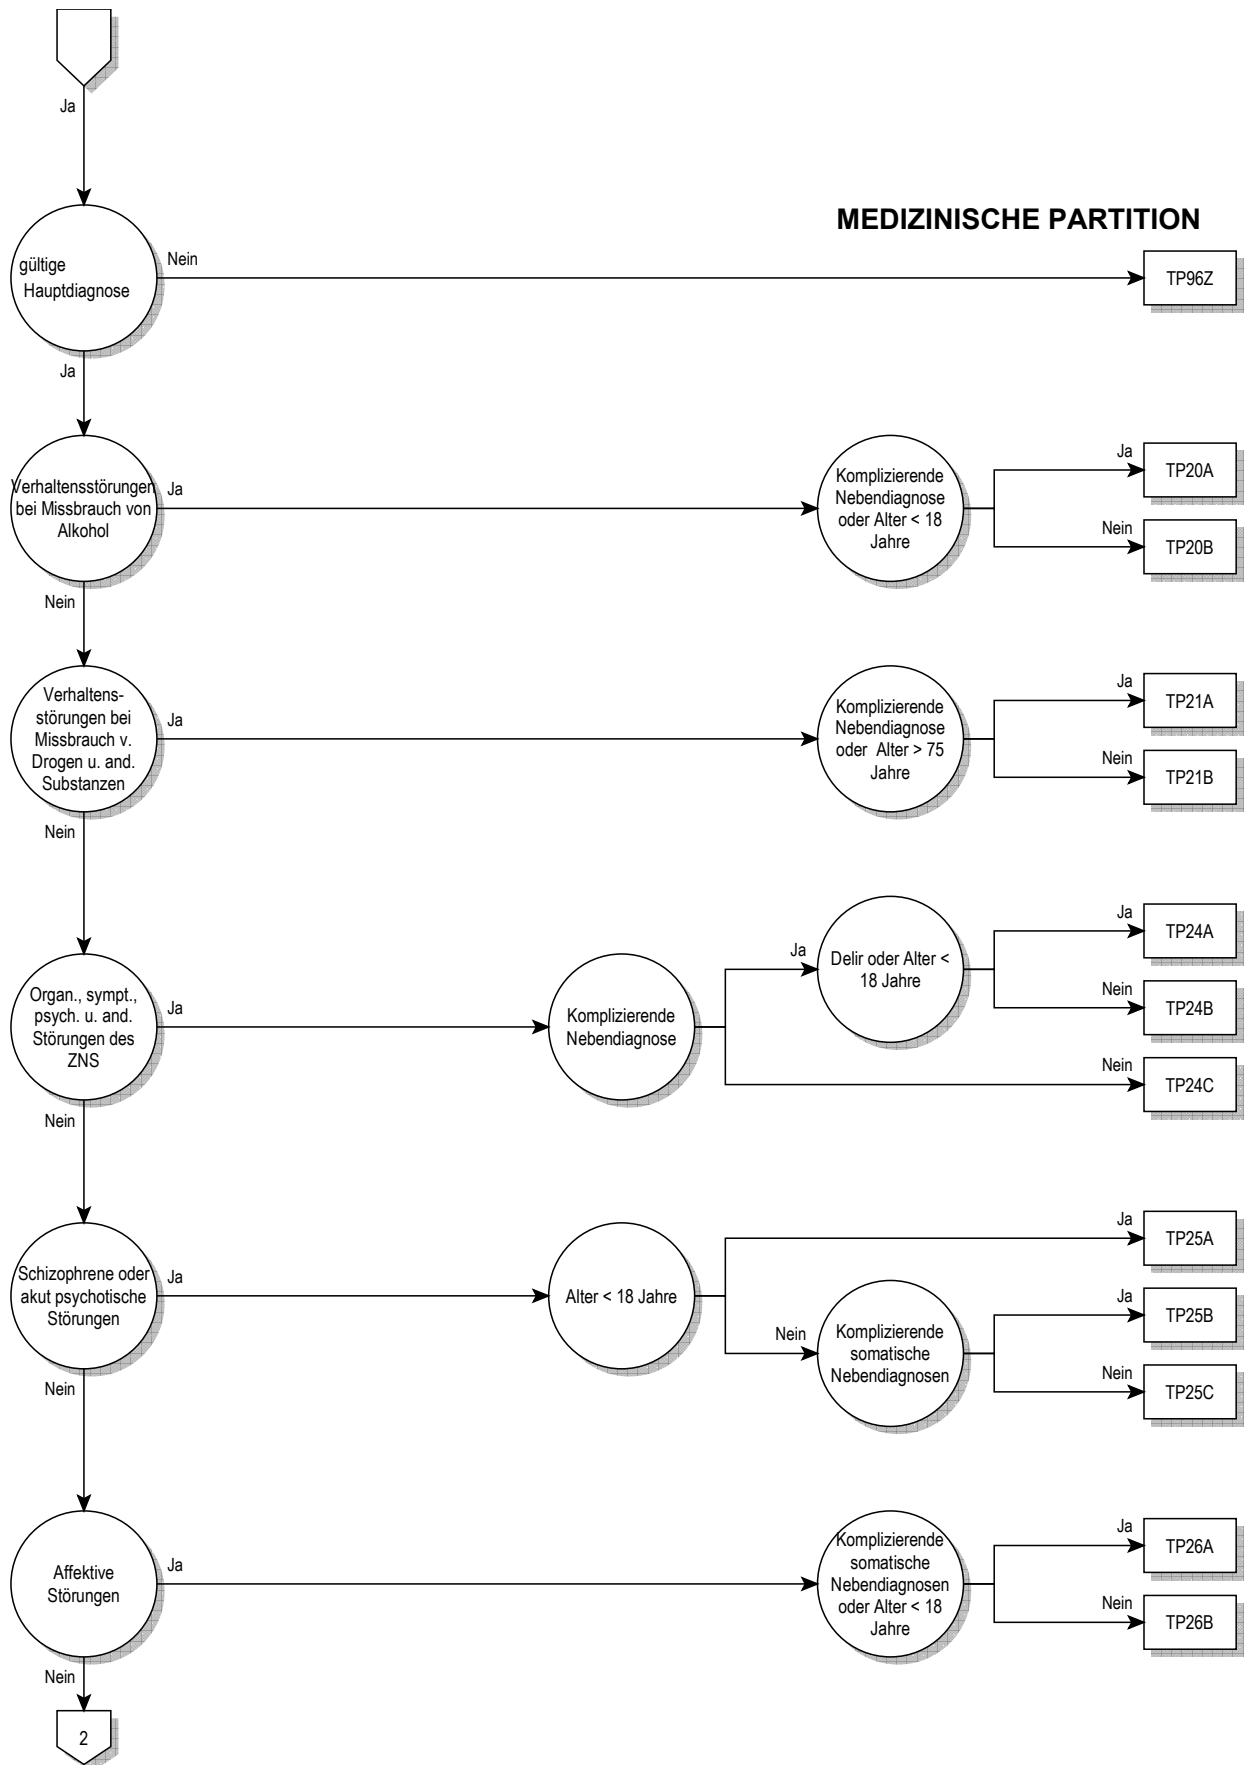 Ja
MEDIZINISCHE PARTITION
gültige
Hauptdiagnose
Nein
TP96Z
Ja
Verhaltensstörungen
bei Missbrauch von
Alkohol
Ja
Komplizierende
Nebendiagnose
oder Alter < 18
Jahre
Ja
TP20A
Nein
TP20B
Nein
Verhaltens-
störungen bei
Missbrauch v.
Drogen u. and.
Substanzen
Ja
Komplizierende
Nebendiagnose
oder Alter > 75
Jahre
Ja
TP21A
Nein
TP21B
Nein
Organ., sympt.,
psych. u. and.
Störungen des
ZNS
Ja
Komplizierende
Nebendiagnose
Ja
Delir oder Alter <
18 Jahre
Ja
TP24A
Nein
TP24B
Nein
TP24C
Nein
Schizophrene oder
akut psychotische
Störungen
Ja
Alter < 18 Jahre
Ja
TP25A
Nein
Komplizierende
somatische
Nebendiagnosen
Ja
TP25B
Nein
TP25C
Nein
Affektive
Störungen
Ja
Komplizierende
somatische
Nebendiagnosen
oder Alter < 18
Jahre
Ja
TP26A
Nein
TP26B
Nein
2